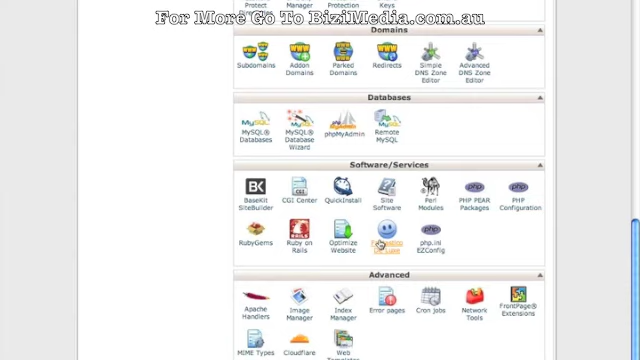 For More Go To BiziMedia.com.au
Protect Manager Protection Keys
Domains
Subdomains
Addon Domains
Parked Domains
Redirects
Simple DNS Zone Editor
Advanced DNS Zone Editor
Databases
MySQL® Databases
MySQL® Database Wizard
phpMyAdmin
Remote MySQL
Software/Services
BaseKit SiteBuilder
CGI Center
QuickInstall
Site Software
Perl Modules
PHP PEAR Packages
PHP Configuration
RubyGems
Ruby on Rails
Optimize Website
php.ini EZConfig
Advanced
Apache Handlers
Image Manager
Index Manager
Error pages
Cron jobs
Network Tools
FrontPage® Extensions
MIME Types
Cloudflare
Web Templates